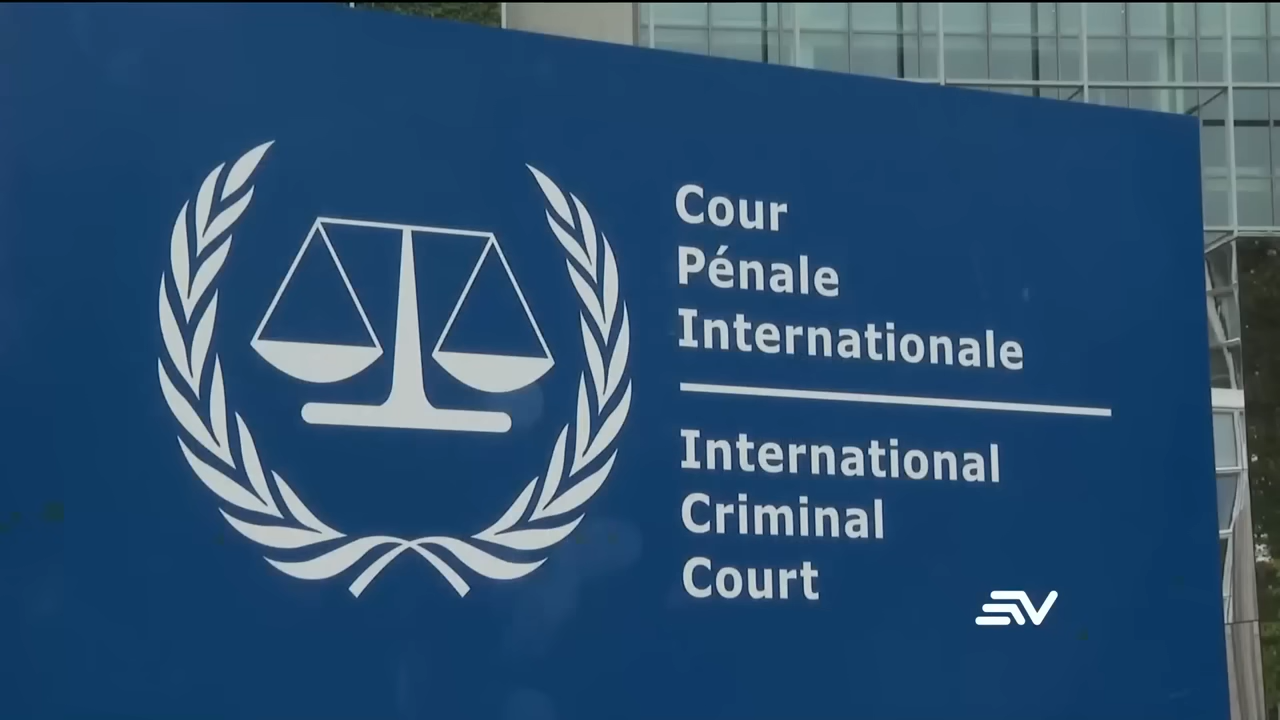 Cour
Pénale
Internationale
International
Criminal
Court